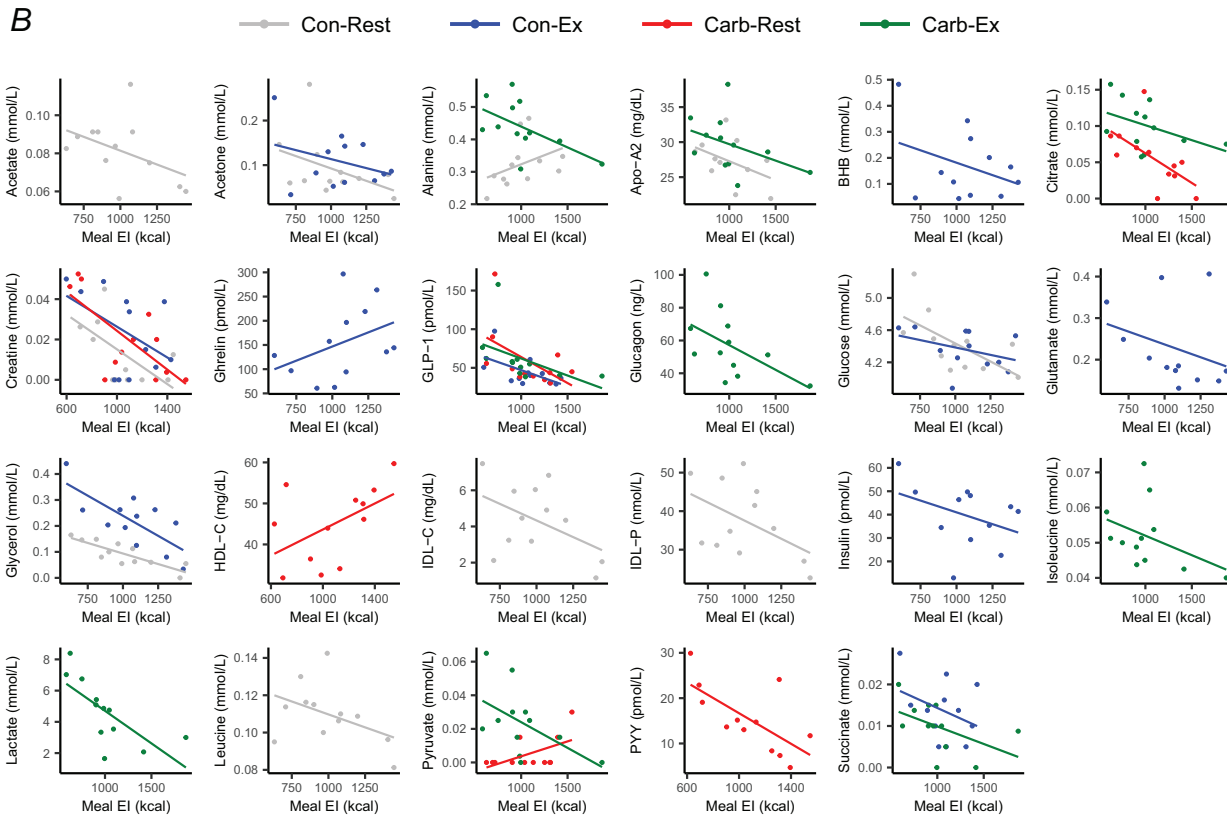 B
Con-Rest Con-Ex Carb-Rest Carb-Ex
Acetate (mmol/L)
0.10
0.08
0.06
750 1000 1250
Meal EI (kcal)
Acetone (mmol/L)
0.2
0.1
750 1000 1250
Meal EI (kcal)
Alanine (mmol/L)
0.5
0.4
0.3
0.2
1000 1500
Meal EI (kcal)
Apo−A2 (mg/dL)
35
30
25
1000 1500
Meal EI (kcal)
BHB (mmol/L)
0.5
0.4
0.3
0.2
0.1
750 1000 1250
Meal EI (kcal)
Citrate (mmol/L)
0.15
0.10
0.05
0.00
1000 1500
Meal EI (kcal)
Creatine (mmol/L)
0.04
0.02
0.00
600 1000 1400
Meal EI (kcal)
Ghrelin (pmol/L)
300
250
200
150
100
50
750 1000 1250
Meal EI (kcal)
GLP−1 (pmol/L)
150
100
50
0
1000 1500
Meal EI (kcal)
Glucagon (ng/L)
100
80
60
40
1000 1500
Meal EI (kcal)
Glucose (mmol/L)
5.0
4.6
4.2
750 1000 1250
Meal EI (kcal)
Glutamate (mmol/L)
0.4
0.3
0.2
750 1000 1250
Meal EI (kcal)
Glycerol (mmol/L)
0.4
0.3
0.2
0.1
0.0
750 1000 1250
Meal EI (kcal)
HDL−C (mg/dL)
60
50
40
600 1000 1400
Meal EI (kcal)
IDL−C (mg/dL)
6
4
2
750 1000 1250
Meal EI (kcal)
IDL−P (mmol/L)
50
40
30
750 1000 1250
Meal EI (kcal)
Insulin (pmol/L)
60
50
40
30
20
750 1000 1250
Meal EI (kcal)
Isoleucine (mmol/L)
0.07
0.06
0.05
0.04
1000 1500
Meal EI (kcal)
Lactate (mmol/L)
8
6
4
2
1000 1500
Meal EI (kcal)
Leucine (mmol/L)
0.14
0.12
0.10
0.08
750 1000 1250
Meal EI (kcal)
Pyruvate (mmol/L)
0.06
0.04
0.02
0.00
1000 1500
Meal EI (kcal)
PYY (pmol/L)
30
20
10
600 1000 1400
Meal EI (kcal)
Succinate (mmol/L)
0.02
0.01
0.00
1000 1500
Meal EI (kcal)